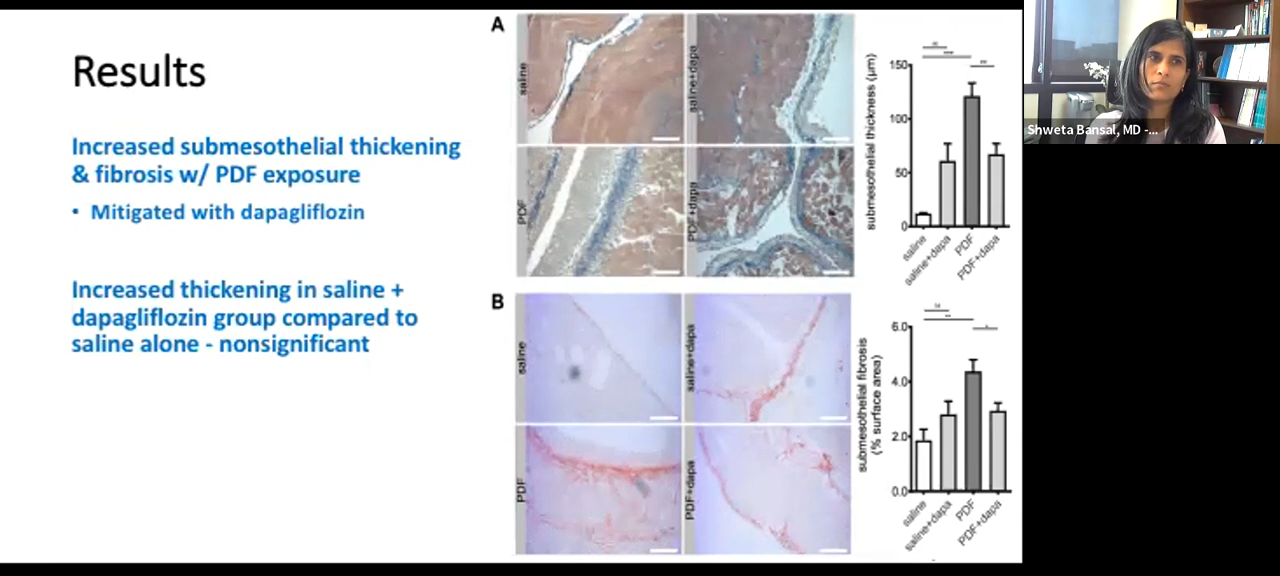 Results
Increased submesothelial thickening
& fibrosis w/ PDF exposure
• Mitigated with dapagliflozin
Increased thickening in saline +
dapagliflozin group compared to
saline alone - nonsignificant
A
saline
saline+dapa
PDF
PDF+dapa
submesothelial thickness (μm)
150
100
50
0
saline
saline+dapa
PDF
PDF+dapa
B
saline
saline+dapa
PDF
PDF+dapa
submesothelial fibrosis
(% surface area)
6.0
4.0
2.0
0.0
saline
saline+dapa
PDF
PDF+dapa
Shweta Bansal, MD -...